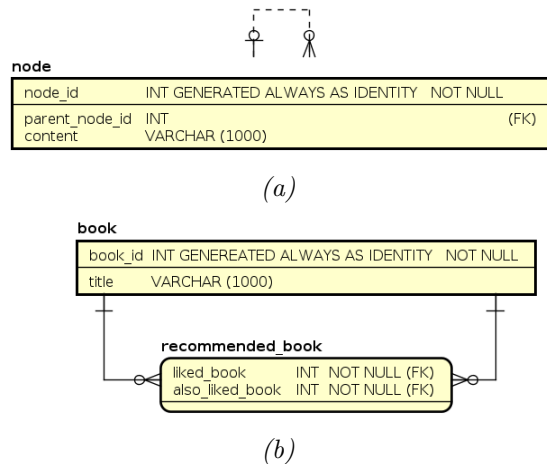 node
node_id INT GENERATED ALWAYS AS IDENTITY NOT NULL
parent_node_id INT (FK)
content VARCHAR (1000)
(a)
book
book_id INT GENEREATED ALWAYS AS IDENTITY NOT NULL
title VARCHAR (1000)
recommended_book
liked_book INT NOT NULL (FK)
also_liked_book INT NOT NULL (FK)
(b)